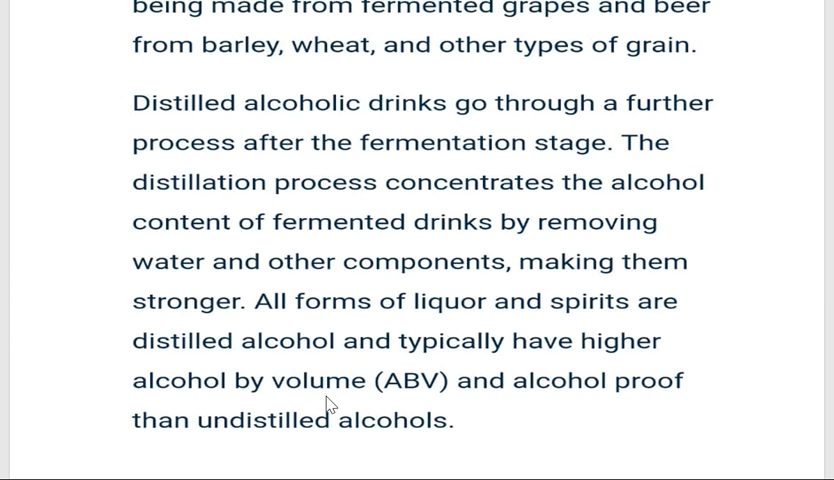 being made from fermented grapes and beer
from barley, wheat, and other types of grain.
Distilled alcoholic drinks go through a further
process after the fermentation stage. The
distillation process concentrates the alcohol
content of fermented drinks by removing
water and other components, making them
stronger. All forms of liquor and spirits are
distilled alcohol and typically have higher
alcohol by volume (ABV) and alcohol proof
than undistilled alcohols.